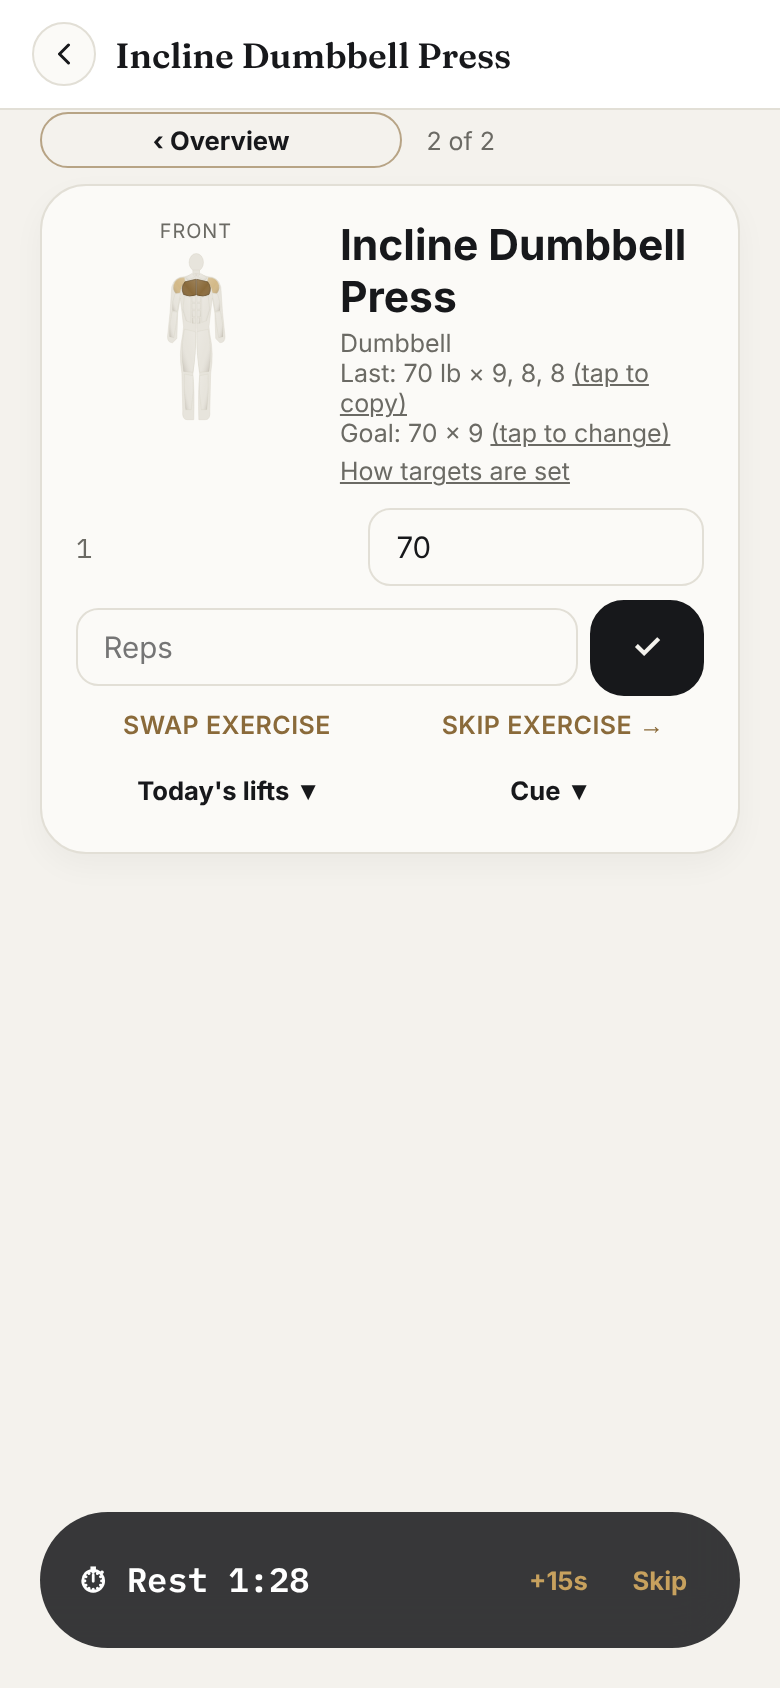 Incline Dumbbell Press
‹ Overview
2 of 2
FRONT
Incline Dumbbell
Press
Dumbbell
Last: 70 lb × 9, 8, 8 (tap to
copy)
Goal: 70 × 9 (tap to change)
How targets are set
1
70
Reps
✓
SWAP EXERCISE
SKIP EXERCISE →
Today's lifts ▼
Cue ▼
⏱ Rest 1:28
+15s
Skip